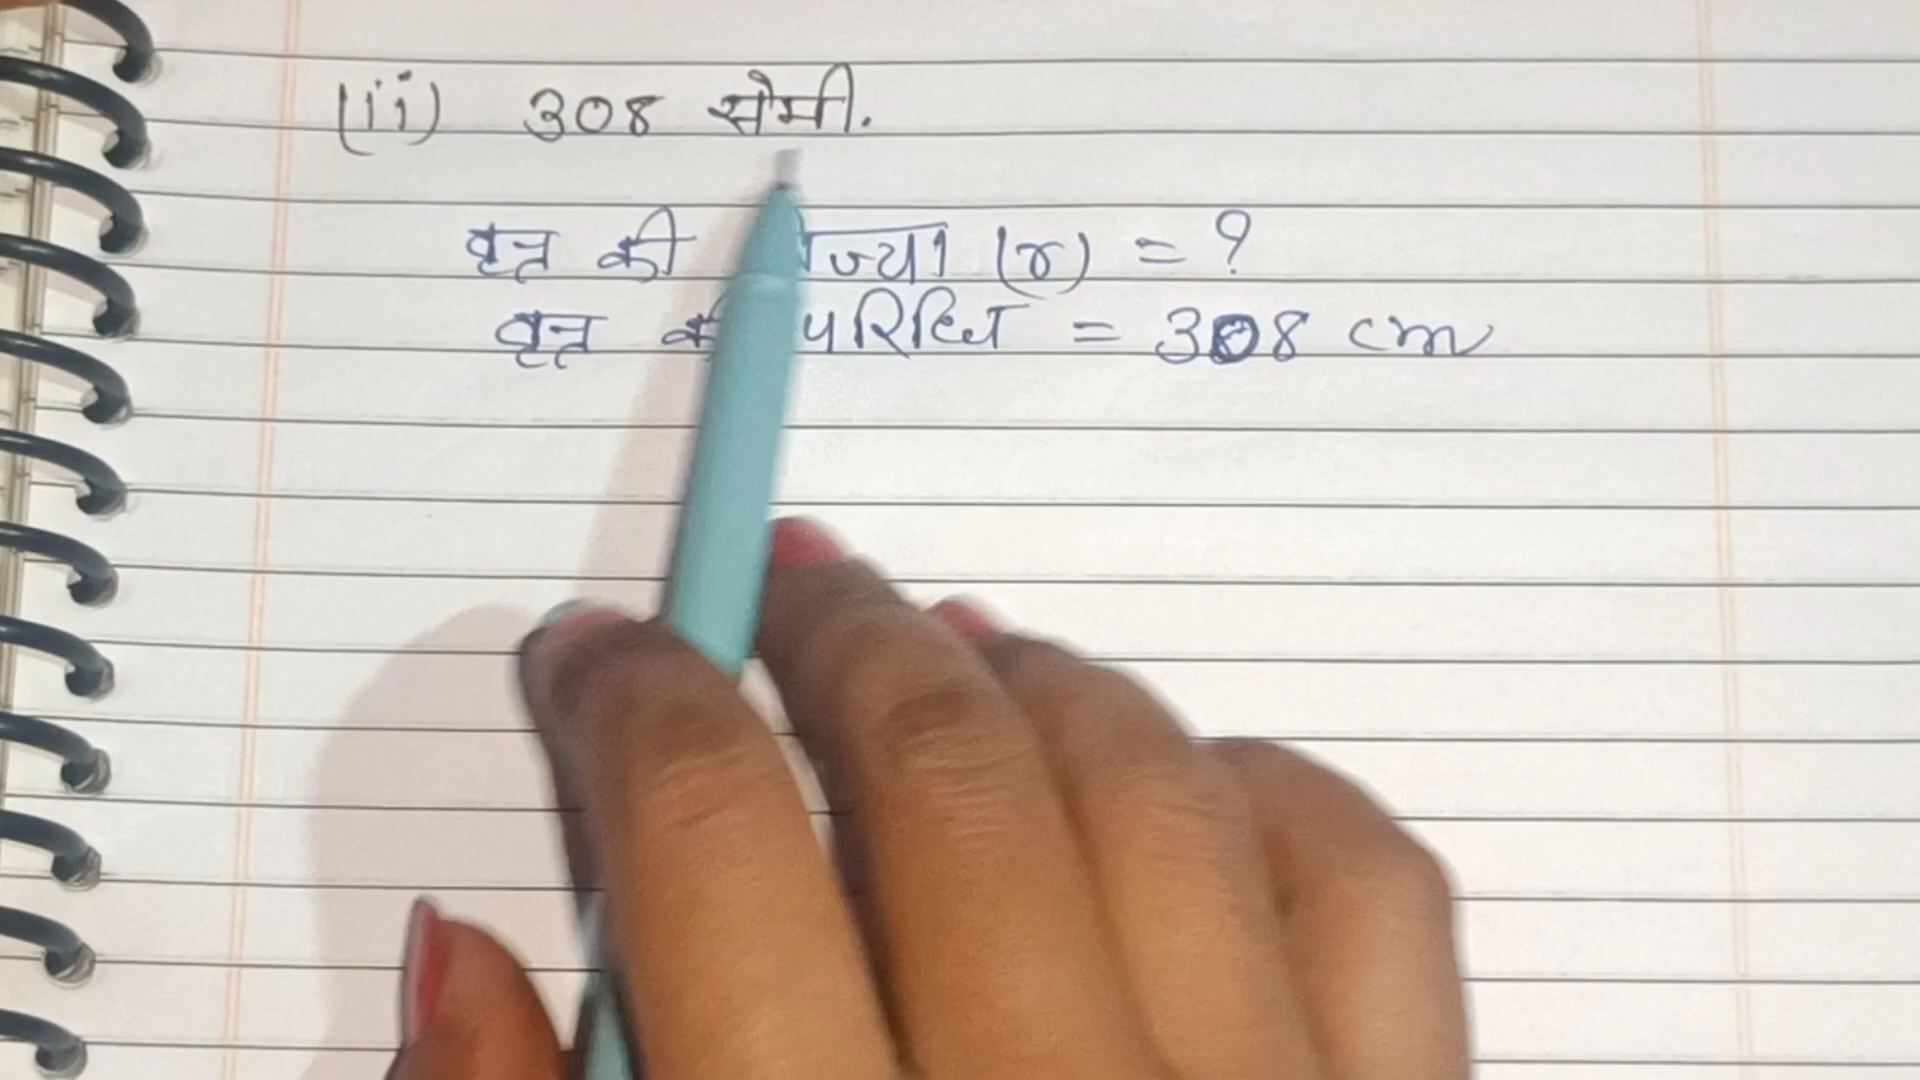 (ii) 308 सेमी.
वृत्त की ज्या (r) = ?
वृत्त की परिधि = 308 cm